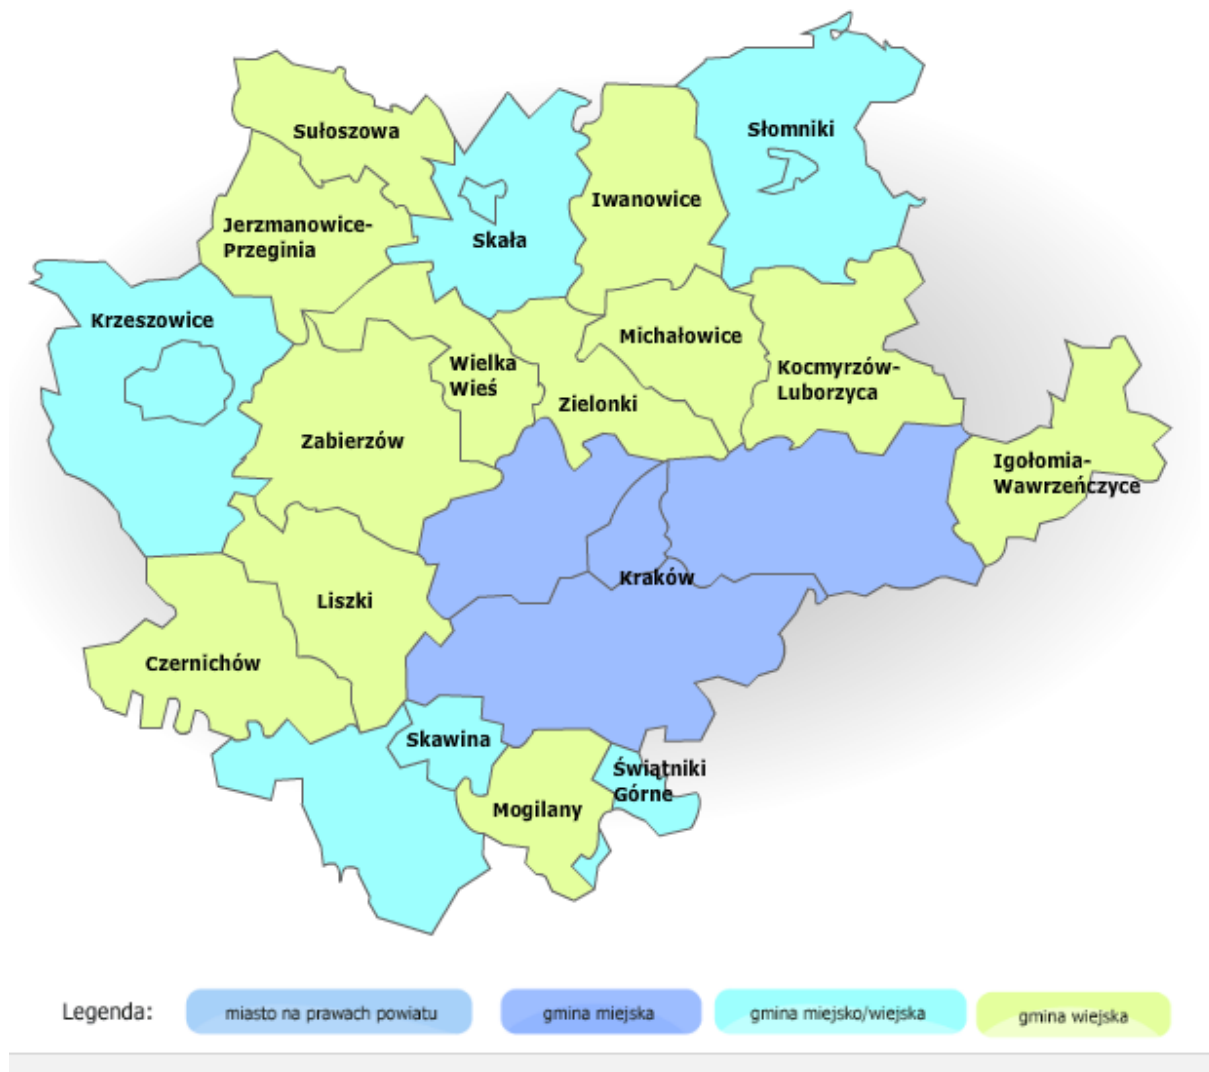 Słomniki
Sułoszowa
Iwanowice
Jerzmanowice-
Przeginia
Skała
Krzeszowice
Michałowice
Wielka
Wieś
Kocmyrzów-
Luborzyca
Zielonki
Zabierzów
Igołomia-
Wawrzeńczyce
Kraków
Liszki
Czernichów
Skawina
Świątniki
Górne
Mogilany
Legenda:
miasto na prawach powiatu
gmina miejska
gmina miejsko/wiejska
gmina wiejska